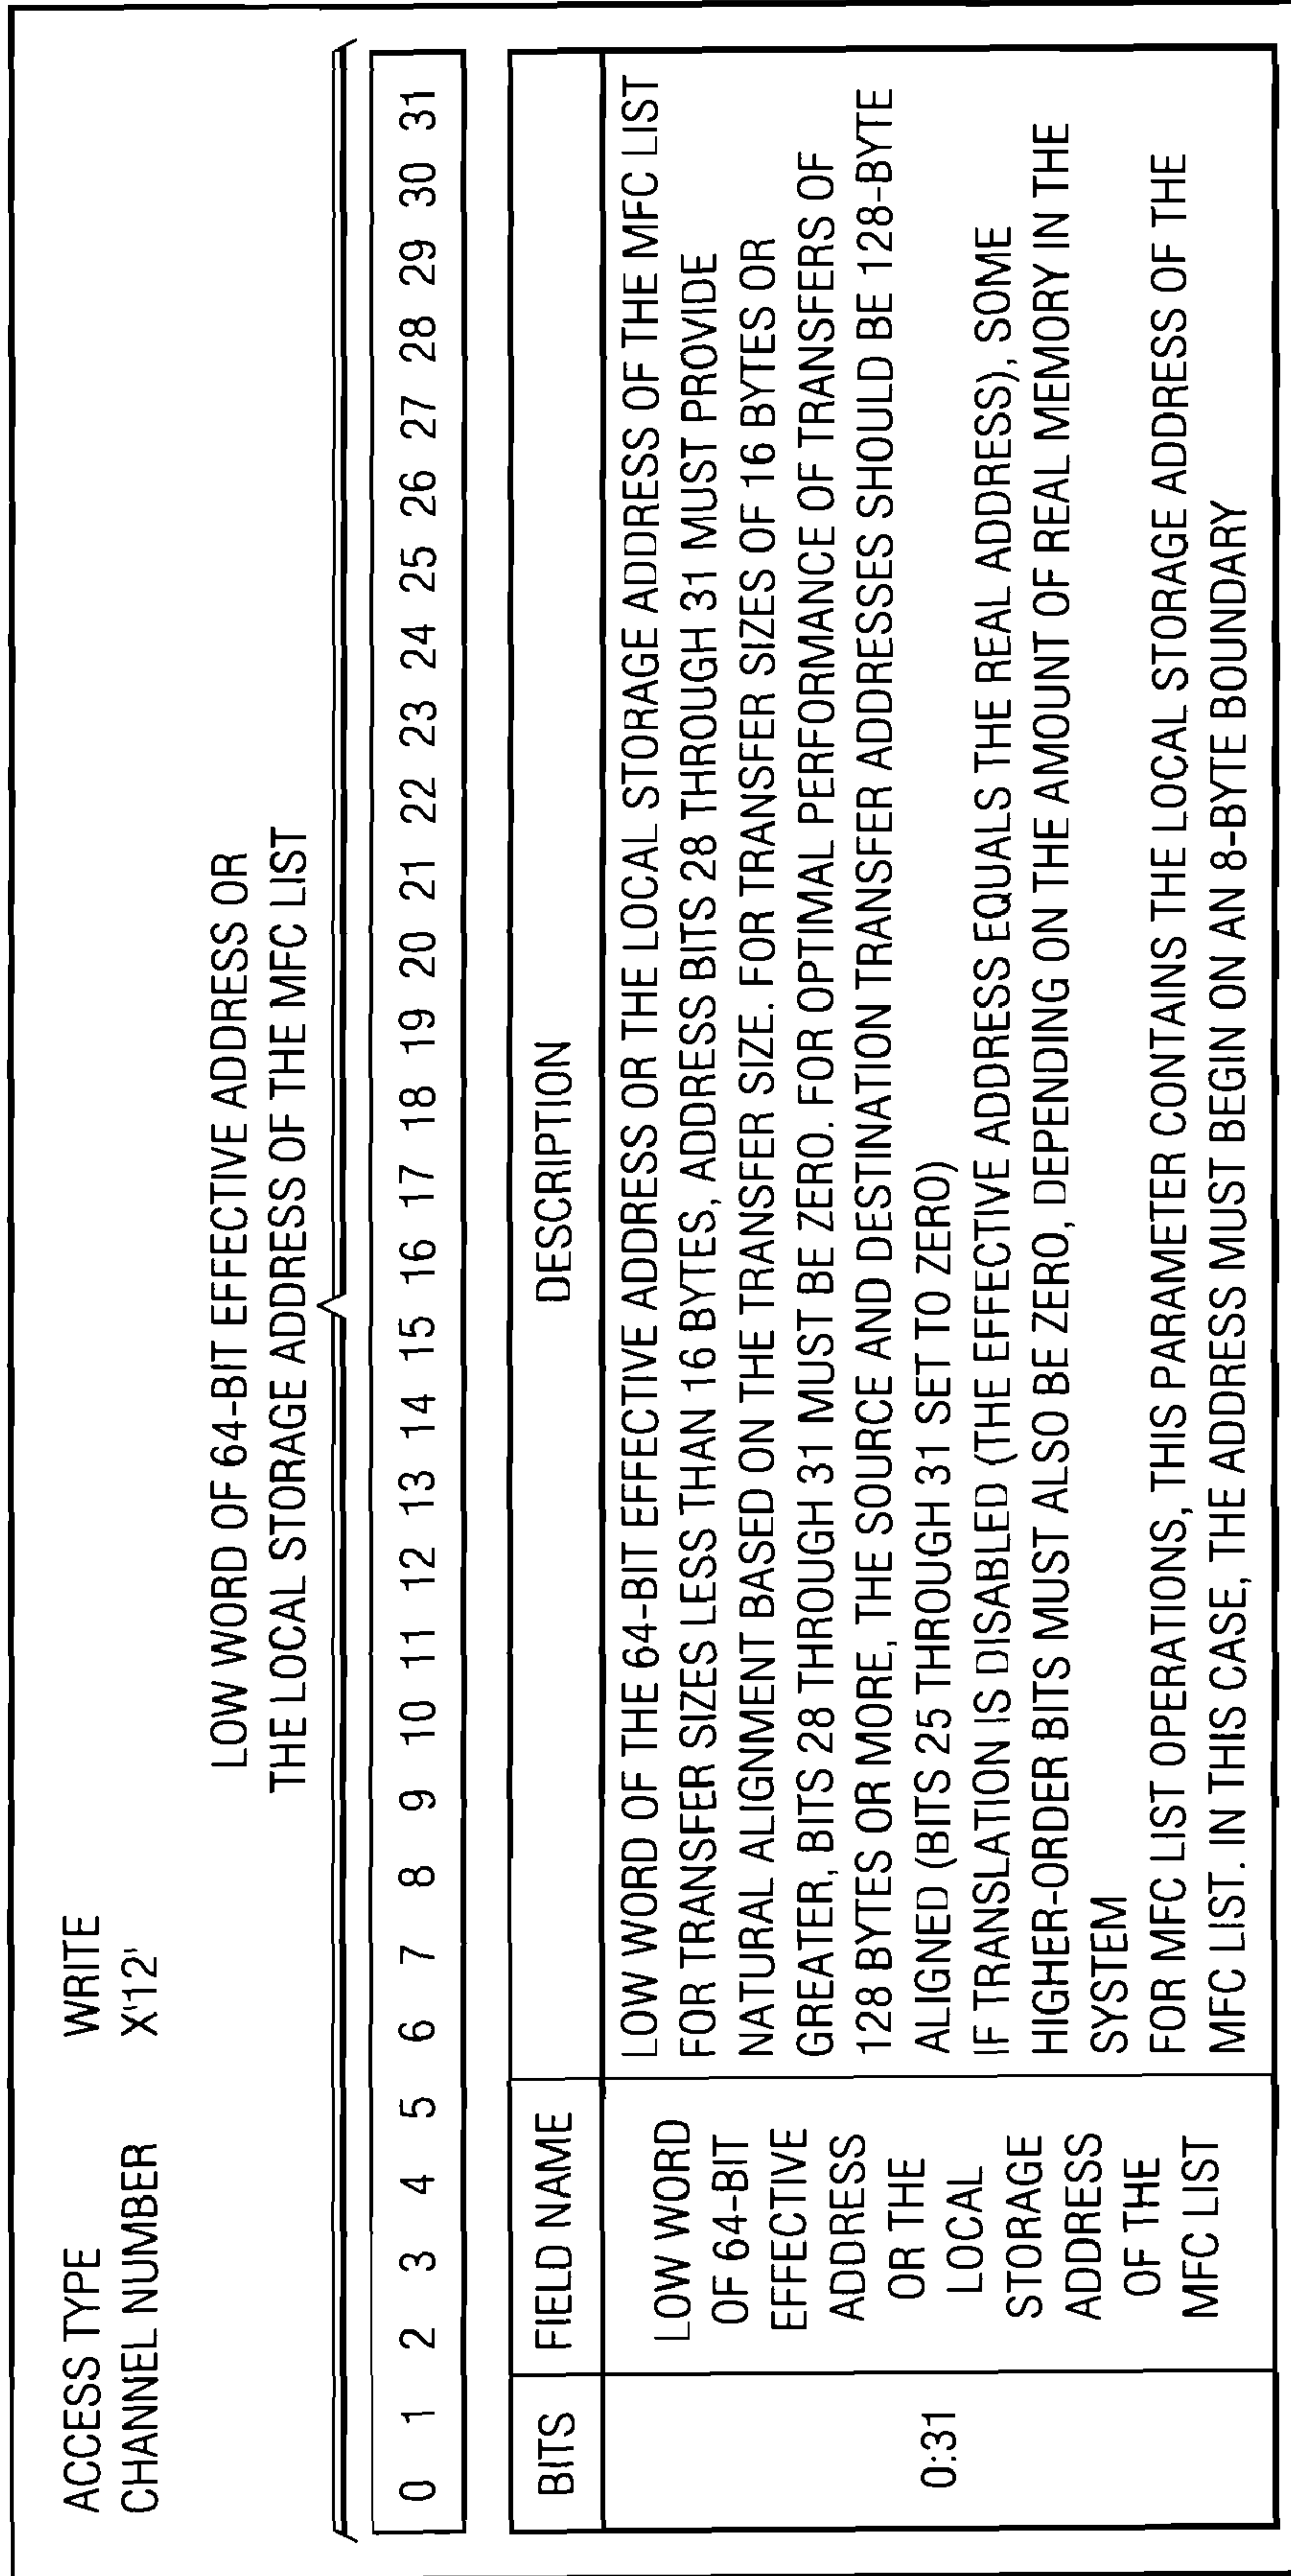 ACCESS TYPE WRITE
CHANNEL NUMBER X'12'
LOW WORD OF 64-BIT EFFECTIVE ADDRESS OR
THE LOCAL STORAGE ADDRESS OF THE MFC LIST
0 1 2 3 4 5 6 7 8 9 10 11 12 13 14 15 16 17 18 19 20 21 22 23 24 25 26 27 28 29 30 31
BITS FIELD NAME DESCRIPTION
0:31
LOW WORD
OF 64-BIT
EFFECTIVE
ADDRESS
OR THE
LOCAL
STORAGE
ADDRESS
OF THE
MFC LIST
LOW WORD OF THE 64-BIT EFFECTIVE ADDRESS OR THE LOCAL STORAGE ADDRESS OF THE MFC LIST
FOR TRANSFER SIZES LESS THAN 16 BYTES, ADDRESS BITS 28 THROUGH 31 MUST PROVIDE
NATURAL ALIGNMENT BASED ON THE TRANSFER SIZE. FOR TRANSFER SIZES OF 16 BYTES OR
GREATER, BITS 28 THROUGH 31 MUST BE ZERO. FOR OPTIMAL PERFORMANCE OF TRANSFERS OF
128 BYTES OR MORE, THE SOURCE AND DESTINATION TRANSFER ADDRESSES SHOULD BE 128-BYTE
ALIGNED (BITS 25 THROUGH 31 SET TO ZERO)
IF TRANSLATION IS DISABLED (THE EFFECTIVE ADDRESS EQUALS THE REAL ADDRESS), SOME
HIGHER-ORDER BITS MUST ALSO BE ZERO, DEPENDING ON THE AMOUNT OF REAL MEMORY IN THE
SYSTEM
FOR MFC LIST OPERATIONS, THIS PARAMETER CONTAINS THE LOCAL STORAGE ADDRESS OF THE
MFC LIST. IN THIS CASE, THE ADDRESS MUST BEGIN ON AN 8-BYTE BOUNDARY